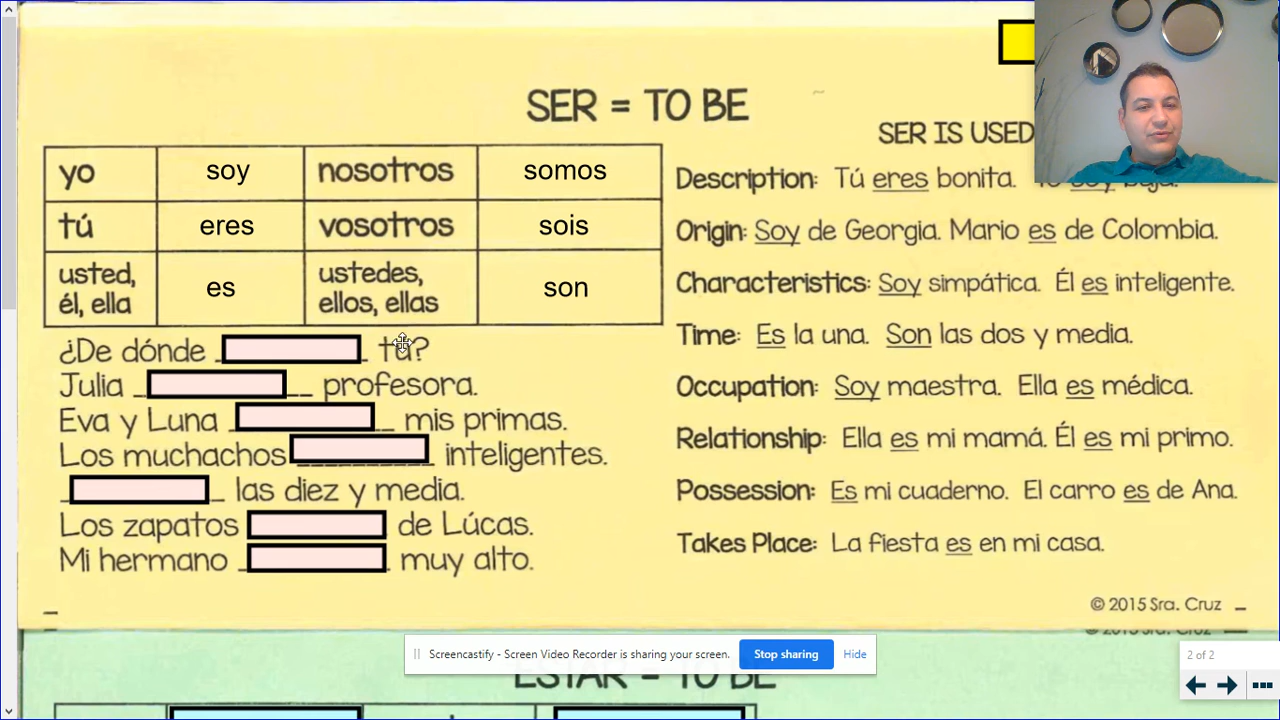 SER = TO BE
SER IS USED
yo soy nosotros somos
tú eres vosotros sois
usted, él, ella es ustedes, ellos, ellas son
¿De dónde _ _ tú?
Julia _ __ profesora.
Eva y Luna _ __ mis primas.
Los muchachos _________ inteligentes.
_ _ las diez y media.
Los zapatos de Lúcas.
Mi hermano _ _ muy alto.
Description: Tú eres bonita.
Origin: Soy de Georgia. Mario es de Colombia.
Characteristics: Soy simpática. Él es inteligente.
Time: Es la una. Son las dos y media.
Occupation: Soy maestra. Ella es médica.
Relationship: Ella es mi mamá. Él es mi primo.
Possession: Es mi cuaderno. El carro es de Ana.
Takes Place: La fiesta es en mi casa.
© 2015 Sra. Cruz
© 2015 Sra. Cruz
Screencastify - Screen Video Recorder is sharing your screen. Stop sharing Hide
2 of 2
ESTAR = TO BE